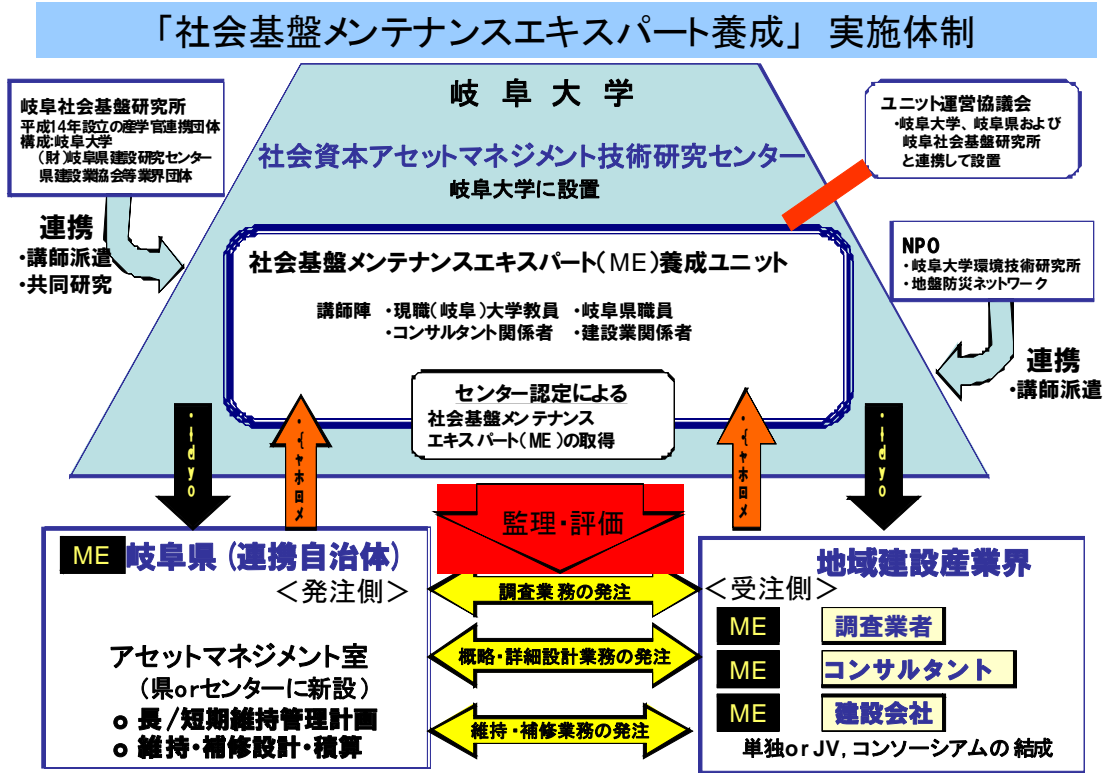 「社会基盤メンテナンスエキスパート養成」 実施体制
岐阜社会基盤研究所
平成14年設立の産学官連携団体
構成:岐阜大学
(財)岐阜県建設研究センター
県建設業協会等業界団体
連携
・講師派遣
・共同研究
岐 阜 大 学
社会資本アセットマネジメント技術研究センター
岐阜大学に設置
ユニット運営協議会
・岐阜大学、岐阜県および
岐阜社会基盤研究所
と連携して設置
NPO
・岐阜大学環境技術研究所
・地盤防災ネットワーク
連携
・講師派遣
社会基盤メンテナンスエキスパート(ME)養成ユニット
講師陣 ・現職(岐阜)大学教員 ・岐阜県職員
・コンサルタント関係者 ・建設業関係者
センター認定による
社会基盤メンテナンス
エキスパート(ME)の取得
監理・評価
ME 岐阜県 (連携自治体)
<発注側>
アセットマネジメント室
(県orセンターに新設)
o 長/短期維持管理計画
o 維持・補修設計・積算
調査業務の発注
概略・詳細設計業務の発注
維持・補修業務の発注
地域建設産業界
<受注側>
ME 調査業者
ME コンサルタント
ME 建設会社
単独or JV,コンソーシアムの結成